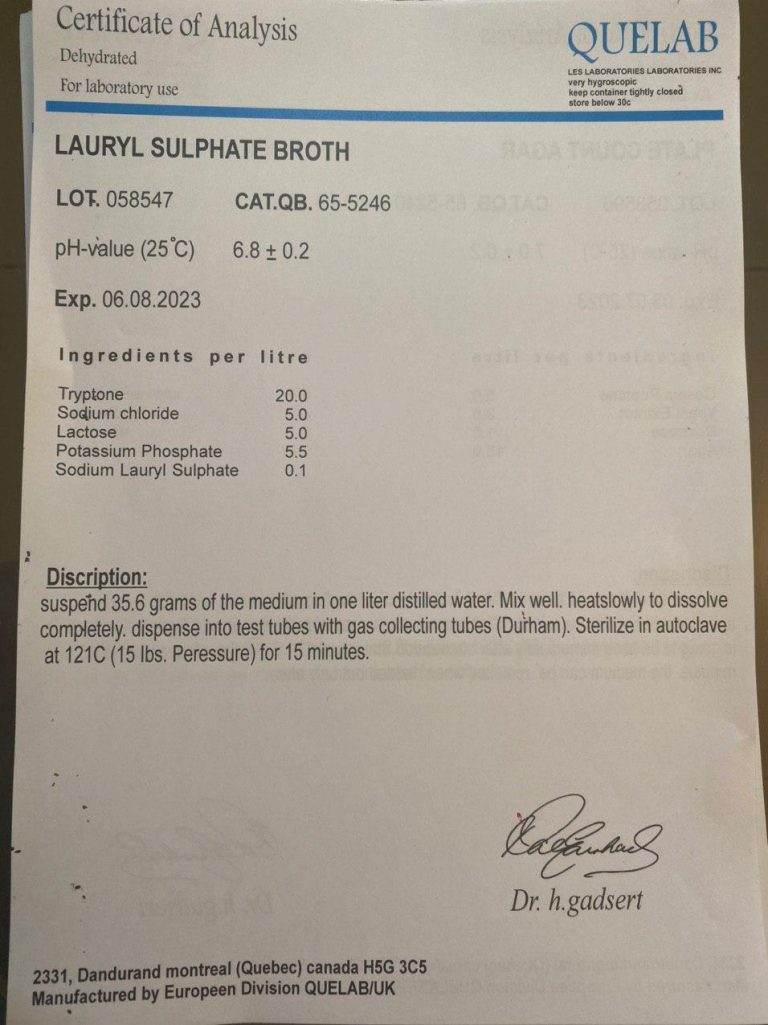 Certificate of Analysis
Dehydrated
For laboratory use
QUELAB
LES LABORATORIES LABORATORIES INC
very hygroscopic
keep container tightly closed
store below 30c
LAURYL SULPHATE BROTH
LOT. 058547 CAT.QB. 65-5246
pH-value (25°C) 6.8 ± 0.2
Exp. 06.08.2023
Ingredients per litre
Tryptone 20.0
Sodium chloride 5.0
Lactose 5.0
Potassium Phosphate 5.5
Sodium Lauryl Sulphate 0.1
Discription:
suspend 35.6 grams of the medium in one liter distilled water. Mix well. heatslowly to dissolve
completely. dispense into test tubes with gas collecting tubes (Durham). Sterilize in autoclave
at 121C (15 lbs. Peressure) for 15 minutes.
Dr. h.gadsert
2331, Dandurand montreal (Quebec) canada H5G 3C5
Manufactured by Europeen Division QUELAB/UK